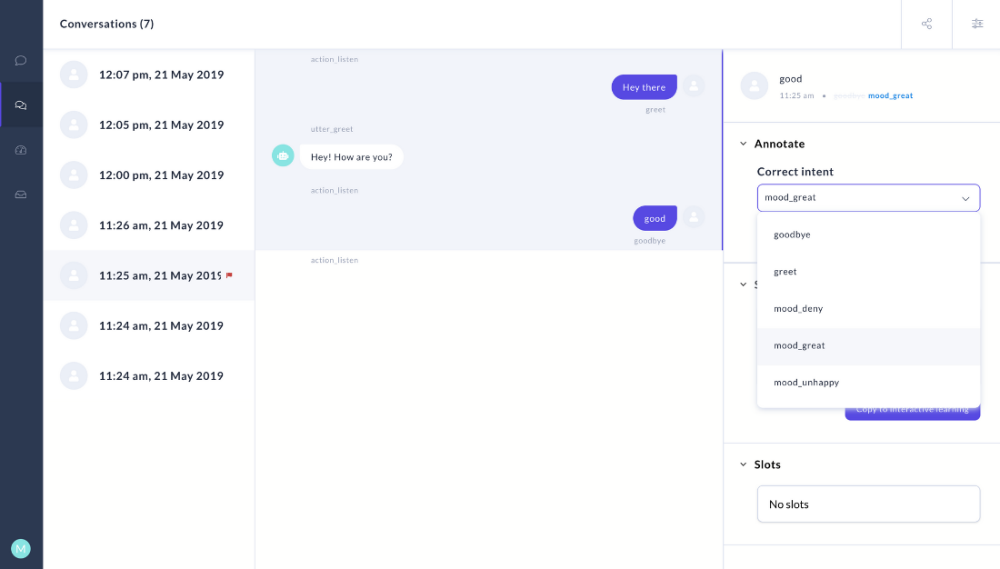 Conversations (7)
12:07 pm, 21 May 2019
12:05 pm, 21 May 2019
12:00 pm, 21 May 2019
11:26 am, 21 May 2019
11:25 am, 21 May 2019
11:24 am, 21 May 2019
11:24 am, 21 May 2019
M
action_listen
Hey there
greet
utter_greet
Hey! How are you?
action_listen
good
goodbye
action_listen
good
11:25 am • goodbye mood_great
Annotate
Correct intent
mood_great
goodbye
greet
mood_deny
mood_great
mood_unhappy
Copy to interactive learning
Slots
No slots